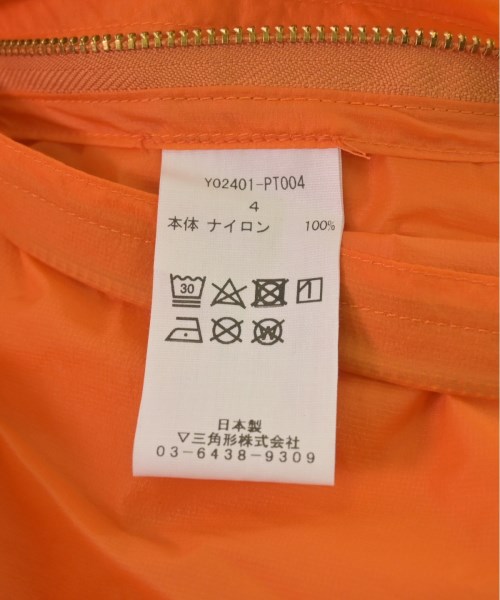 Y02401-PT004
4
本体 ナイロン 100%
30
W
日本製
▽三角形株式会社
03-6438-9309